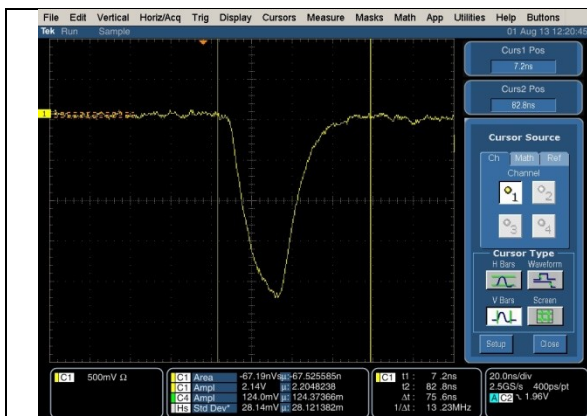 File Edit Vertical Horiz/Acq Trig Display Cursors Measure Masks Math App Utilities Help Buttons
Tek Run Sample 01 Aug 13 12:20:45
Curs1 Pos
7.2ns
Curs2 Pos
82.8ns
Cursor Source
Ch Math Ref
Channel
1 2
3 4
Cursor Type
H Bars Waveform
V Bars Screen
Setup Close
1
C1 500mV Ω
C1 Area -67.19nVs µ:-67.525585n
C1 Ampl 2.14V µ: 2.2048238
C4 Ampl 124.0mV µ: 124.37366m
Hs Std Dev* 28.14mV µ: 28.121382m
C1 t1 : 7.2ns
t2 : 82.8ns
Δt : 75.6ns
1/Δt : 13.23MHz
20.0ns/div
2.5GS/s 400ps/pt
A C2 1.96V